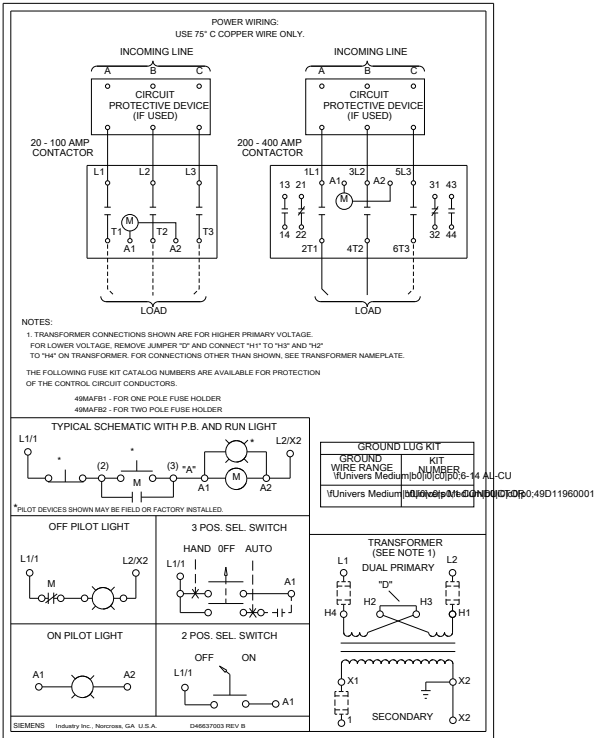 POWER WIRING:
USE 75° C COPPER WIRE ONLY.
INCOMING LINE
A B C
CIRCUIT
PROTECTIVE DEVICE
(IF USED)
20 - 100 AMP
CONTACTOR
L1 L2 L3
M
T1 T2 T3
A1 A2
LOAD
INCOMING LINE
A B C
CIRCUIT
PROTECTIVE DEVICE
(IF USED)
200 - 400 AMP
CONTACTOR
1L1 3L2 5L3
13 21 A1 A2 31 43
M
14 22 32 44
2T1 4T2 6T3
LOAD
NOTES:
1. TRANSFORMER CONNECTIONS SHOWN ARE FOR HIGHER PRIMARY VOLTAGE.
FOR LOWER VOLTAGE, REMOVE JUMPER "D" AND CONNECT "H1" TO "H3" AND "H2"
TO "H4" ON TRANSFORMER. FOR CONNECTIONS OTHER THAN SHOWN, SEE TRANSFORMER NAMEPLATE.
THE FOLLOWING FUSE KIT CATALOG NUMBERS ARE AVAILABLE FOR PROTECTION
OF THE CONTROL CIRCUIT CONDUCTORS.
49MAFB1 - FOR ONE POLE FUSE HOLDER
49MAFB2 - FOR TWO POLE FUSE HOLDER
TYPICAL SCHEMATIC WITH P.B. AND RUN LIGHT
L1/1 * (2) * (3) "A" * L2/X2
M M
A1 A2
*PILOT DEVICES SHOWN MAY BE FIELD OR FACTORY INSTALLED.
GROUND LUG KIT
GROUND
WIRE RANGE
KIT
NUMBER
\fUnivers Medium|b0|i0|c0|p0;6-14 AL-CU
\fUnivers Medium
49D11960001
OFF PILOT LIGHT
L1/1 L2/X2
M
3 POS. SEL. SWITCH
HAND 0FF AUTO
L1/1
A1
ON PILOT LIGHT
A1 A2
2 POS. SEL. SWITCH
OFF ON
L1/1
A1
TRANSFORMER
(SEE NOTE 1)
DUAL PRIMARY
L1 L2
"D"
H4 H2 H3 H1
X1 X2
1 SECONDARY X2
SIEMENS Industry Inc., Norcross, GA U.S.A. D46637003 REV B